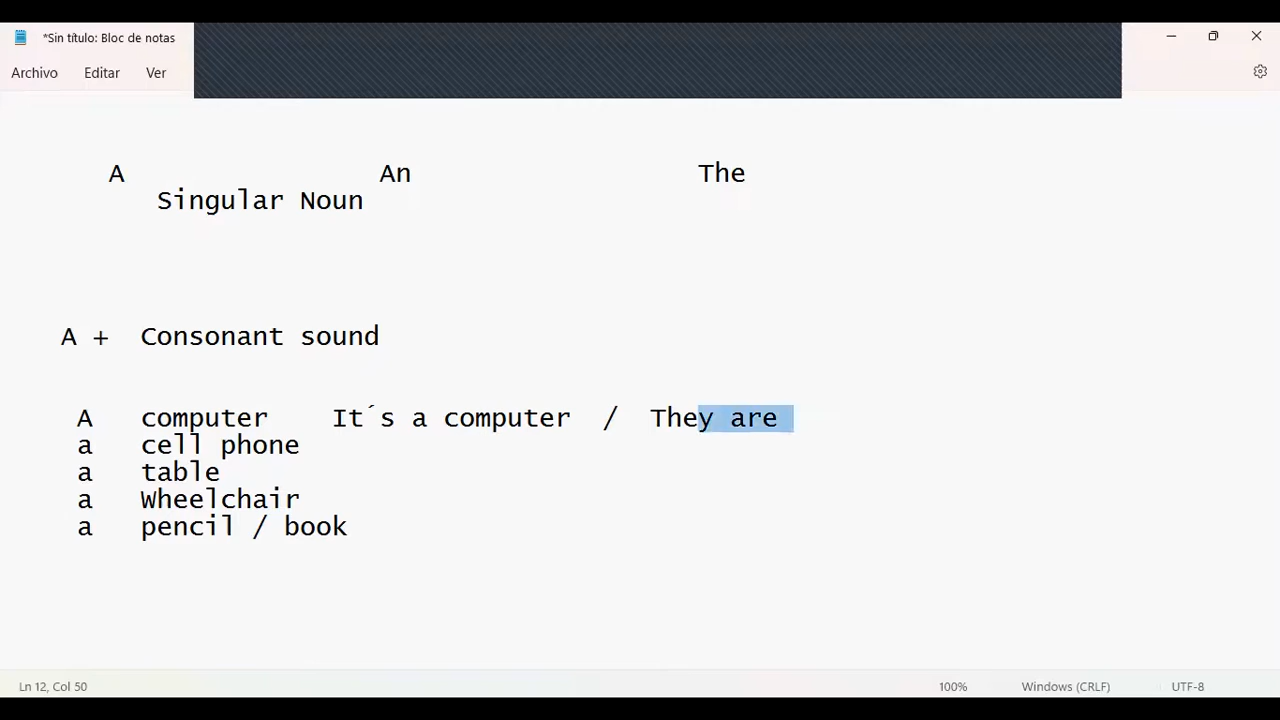 *Sin título: Bloc de notas
Archivo Editar Ver
A An The
Singular Noun
A + Consonant sound
A computer It´s a computer / They are
a cell phone
a table
a Wheelchair
a pencil / book
Ln 12, Col 50 100% Windows (CRLF) UTF-8